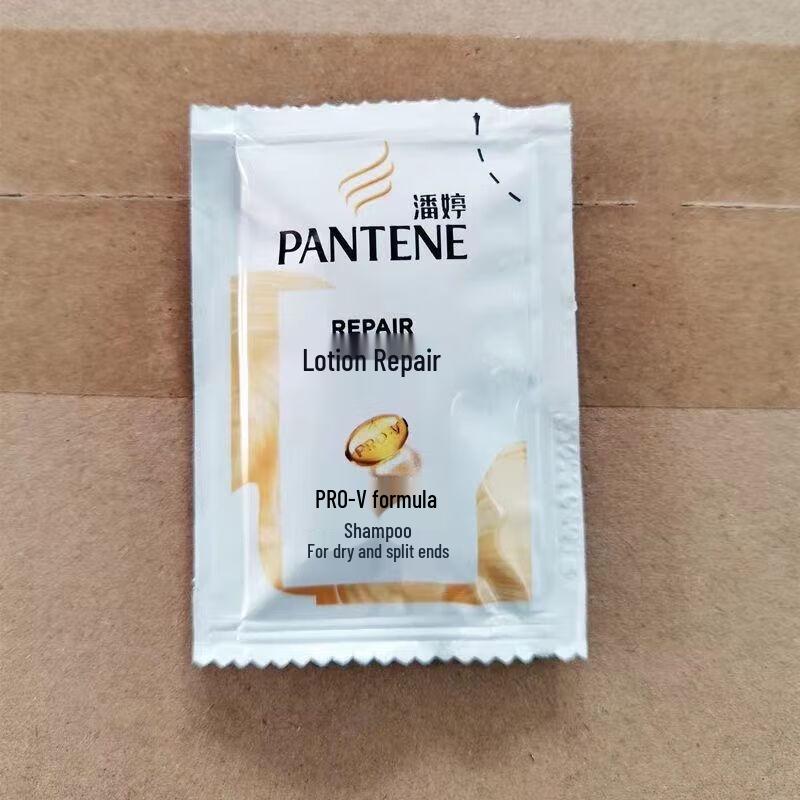 潘婷
PANTENE
REPAIR
Lotion Repair
PRO-V
PRO-V formula
Shampoo
For dry and split ends